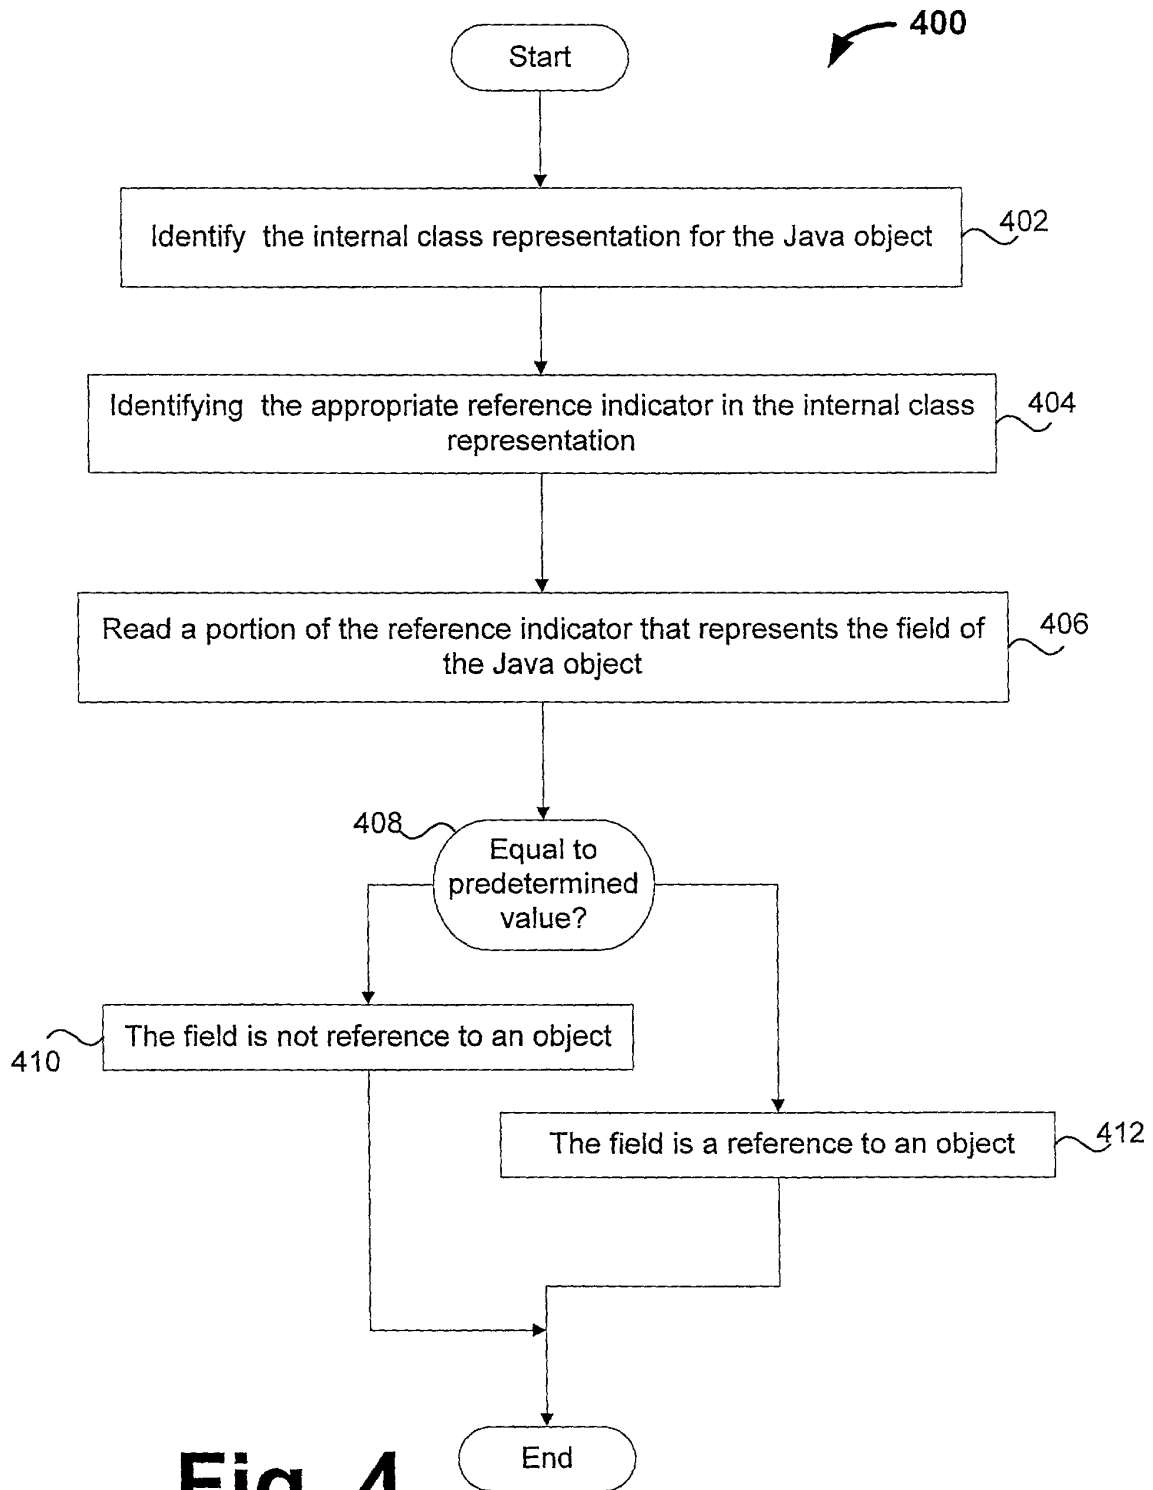 400
Start
Identify the internal class representation for the Java object
402
Identifying the appropriate reference indicator in the internal class
representation
404
Read a portion of the reference indicator that represents the field of
the Java object
406
408
Equal to
predetermined
value?
The field is not reference to an object
410
The field is a reference to an object
412
End
Fig. 4